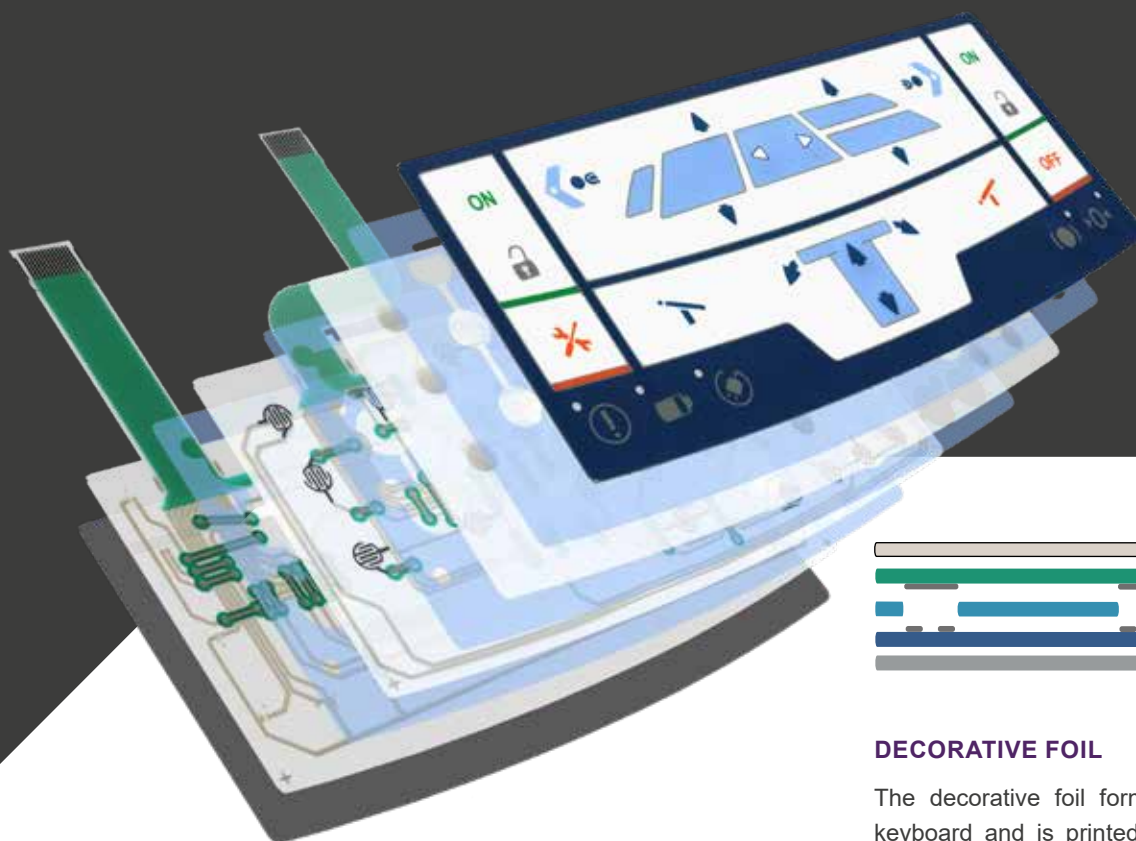 ON
ON
OFF
DECORATIVE FOIL
The decorative foil forn
keyboard and is printed